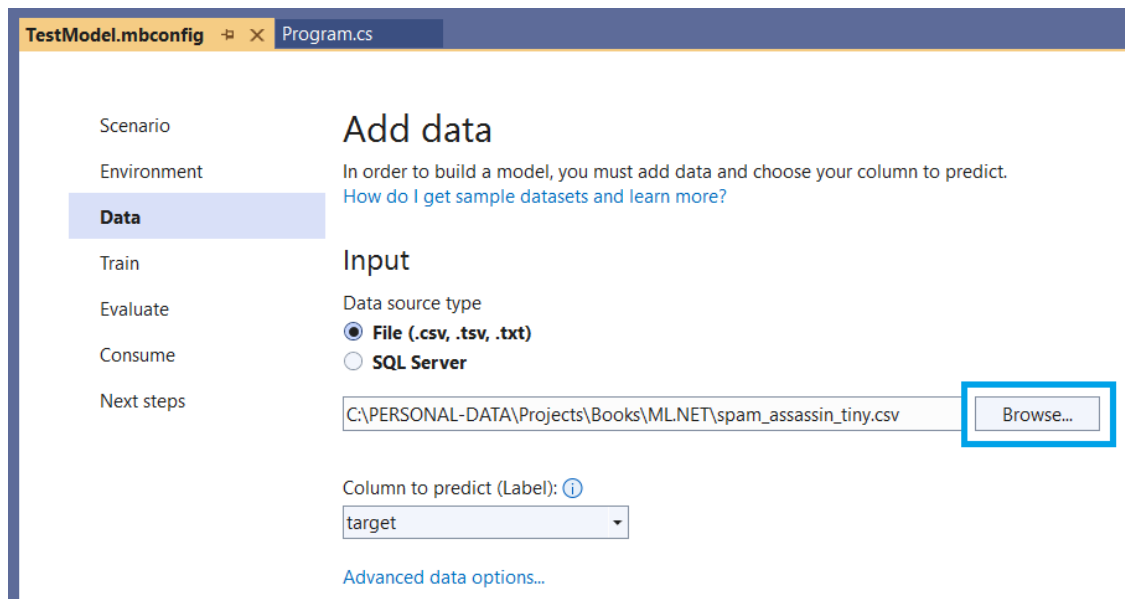 TestModel.mbconfig
Program.cs
Scenario
Environment
Data
Train
Evaluate
Consume
Next steps
Add data
In order to build a model, you must add data and choose your column to predict.
How do I get sample datasets and learn more?
Input
Data source type
File (.csv, .tsv, .txt)
SQL Server
C:\PERSONAL-DATA\Projects\Books\ML.NET\spam_assassin_tiny.csv
Browse...
Column to predict (Label):
target
Advanced data options...